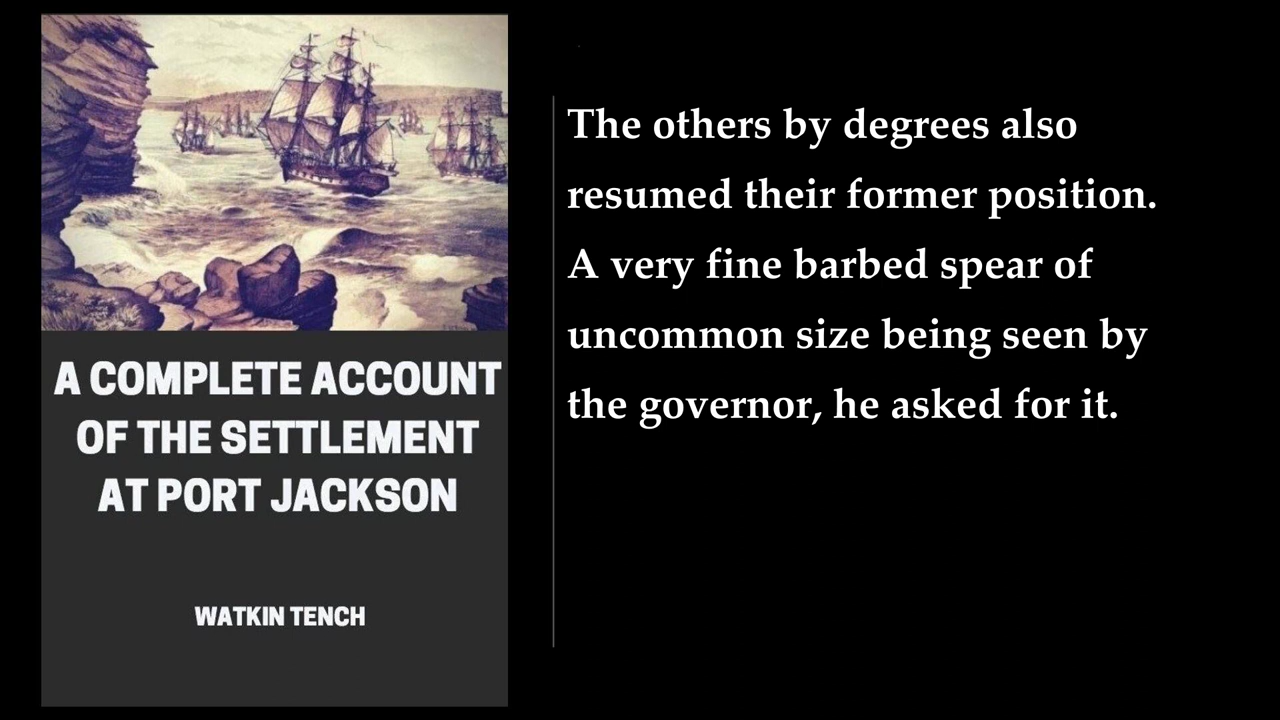 A COMPLETE ACCOUNT
OF THE SETTLEMENT
AT PORT JACKSON
WATKIN TENCH
The others by degrees also
resumed their former position.
A very fine barbed spear of
uncommon size being seen by
the governor, he asked for it.